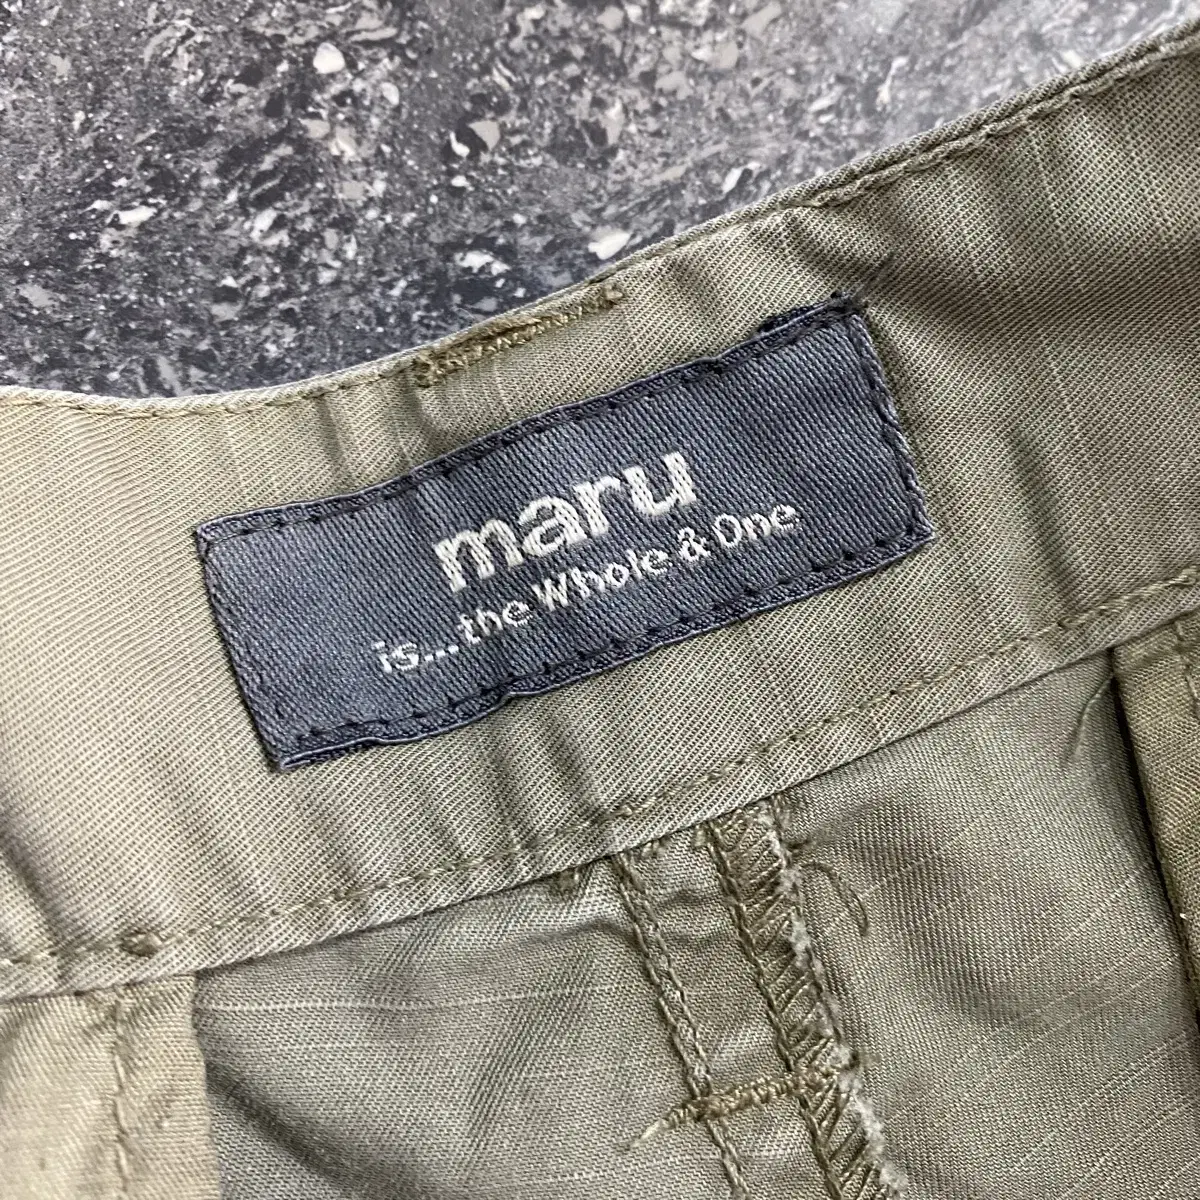 maru
is...the Whole & One